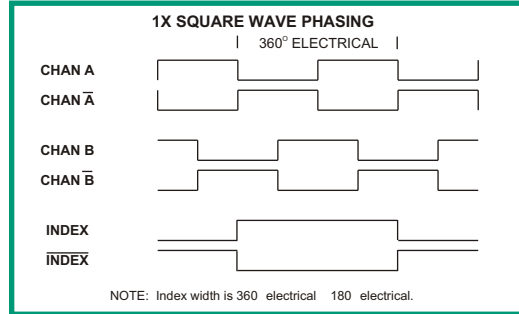 1X SQUARE WAVE PHASING
360° ELECTRICAL
CHAN A
CHAN A̅
CHAN B
CHAN B̅
INDEX
I̅N̅D̅E̅X̅
NOTE: Index width is 360 electrical 180 electrical.